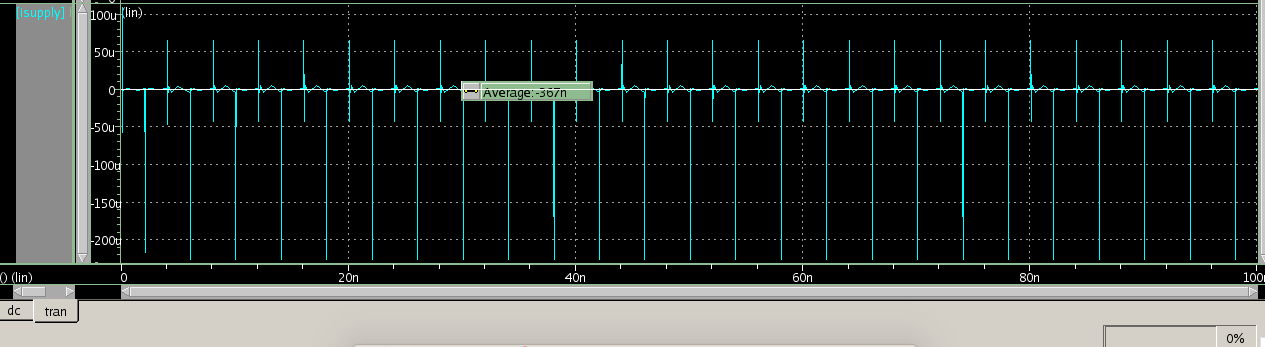 [isupply]
100u (lin)
50u
0
Average: -367n
-50u
-100u
-150u
-200u
() (lin) 0 20n 40n 60n 80n 100n
dc tran
0%